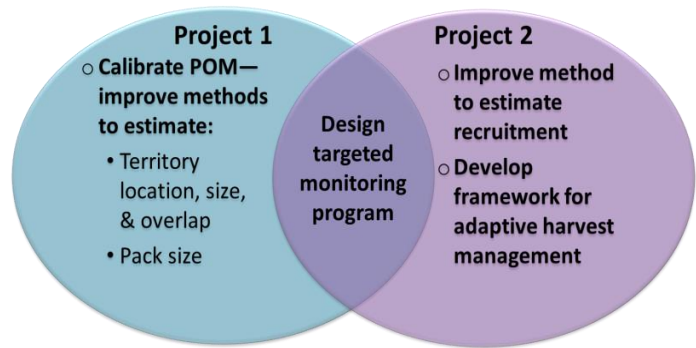 Project 1
○ Calibrate POM—
improve methods
to estimate:
• Territory
location, size,
& overlap
• Pack size
Design
targeted
monitoring
program
Project 2
○ Improve method
to estimate
recruitment
○ Develop
framework for
adaptive harvest
management